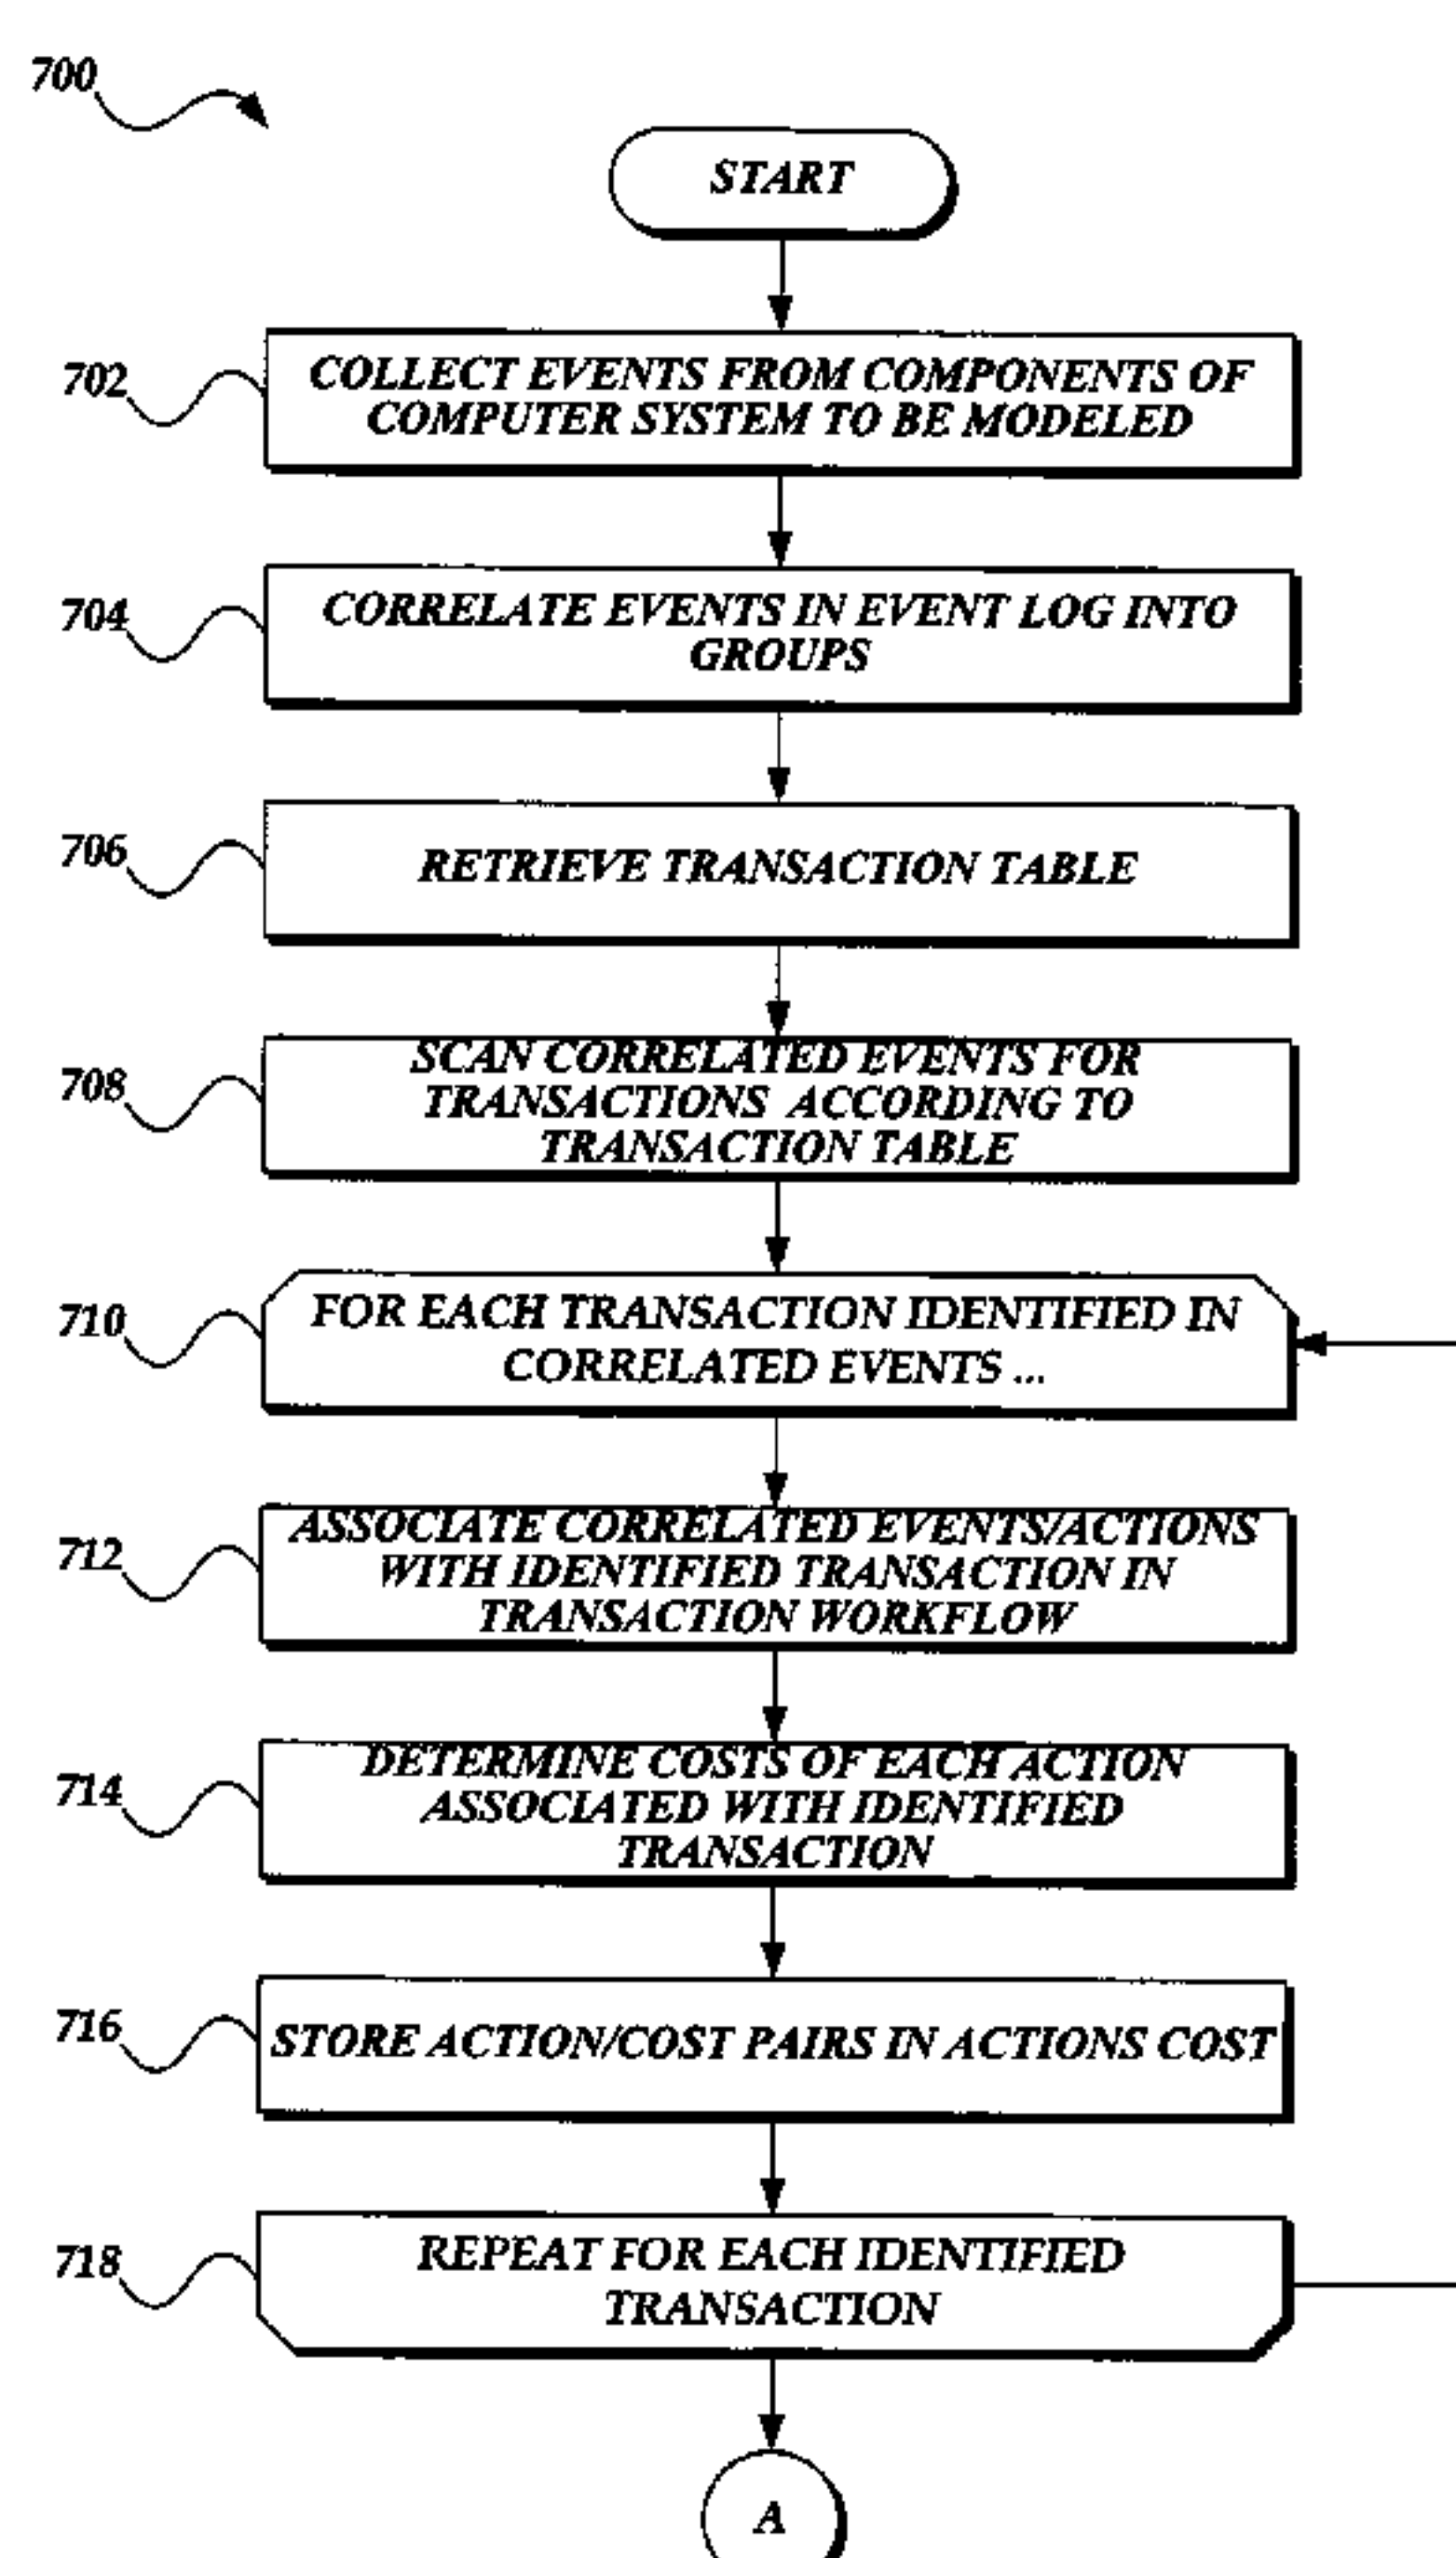 700
START
702
COLLECT EVENTS FROM COMPONENTS OF
COMPUTER SYSTEM TO BE MODELED
704
CORRELATE EVENTS IN EVENT LOG INTO
GROUPS
706
RETRIEVE TRANSACTION TABLE
708
SCAN CORRELATED EVENTS FOR
TRANSACTIONS ACCORDING TO
TRANSACTION TABLE
710
FOR EACH TRANSACTION IDENTIFIED IN
CORRELATED EVENTS ...
712
ASSOCIATE CORRELATED EVENTS/ACTIONS
WITH IDENTIFIED TRANSACTION IN
TRANSACTION WORKFLOW
714
DETERMINE COSTS OF EACH ACTION
ASSOCIATED WITH IDENTIFIED
TRANSACTION
716
STORE ACTION/COST PAIRS IN ACTIONS COST
718
REPEAT FOR EACH IDENTIFIED
TRANSACTION
A